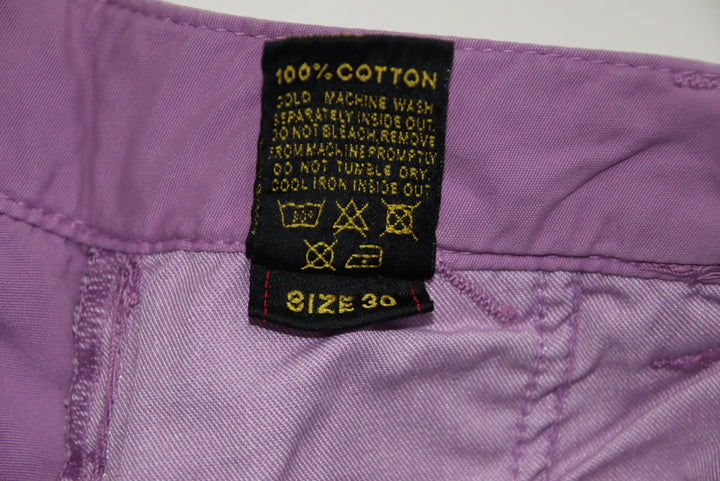 100% COTTON
COLD MACHINE WASH
SEPARATELY INSIDE OUT.
DO NOT BLEACH, REMOVE
FROM MACHINE PROMPTLY
DO NOT TUMBLE DRY.
COOL IRON INSIDE OUT
30°
SIZE 30